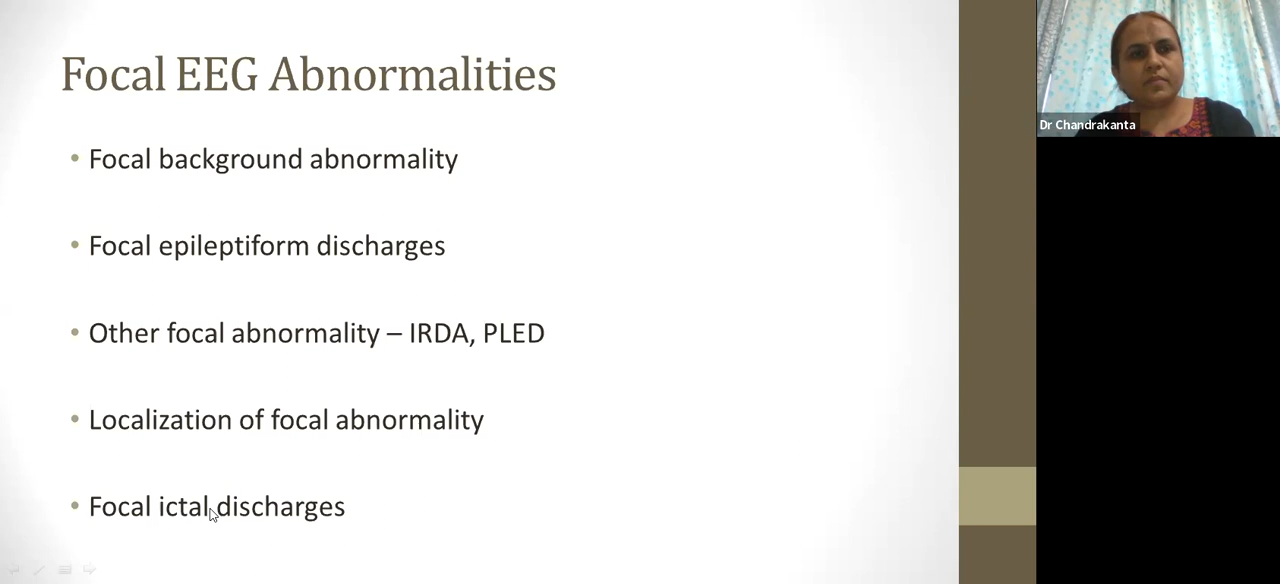 Focal EEG Abnormalities
• Focal background abnormality
• Focal epileptiform discharges
• Other focal abnormality – IRDA, PLED
• Localization of focal abnormality
• Focal ictal discharges
Dr Chandrakanta